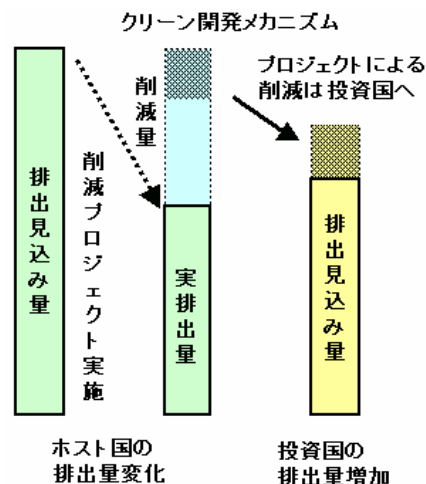 クリーン開発メカニズム
排出見込み量
削減プロジェクト実施
削減量
実排出量
プロジェクトによる
削減は投資国へ
排出見込み量
ホスト国の
排出量変化
投資国の
排出量増加